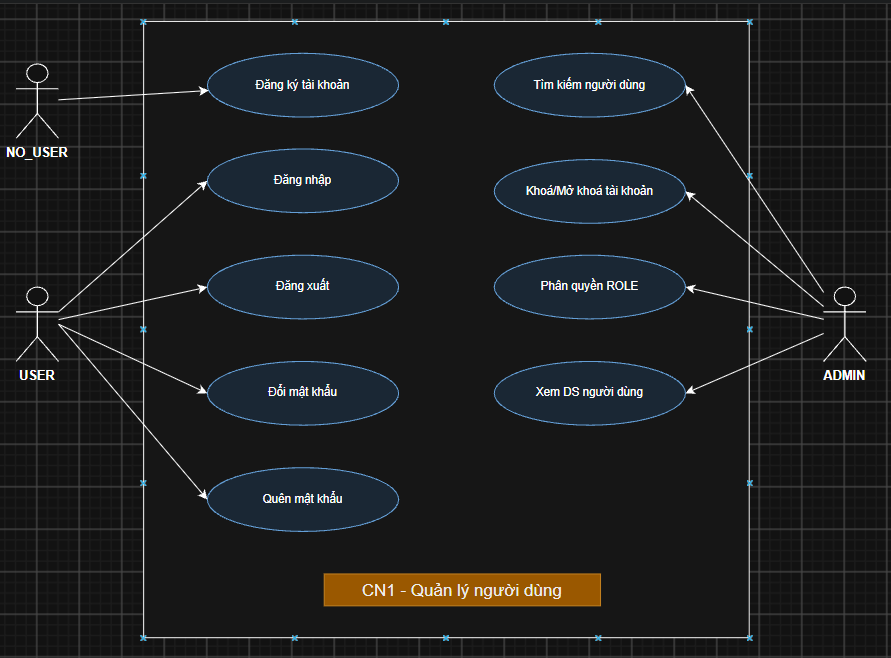 Đăng ký tài khoản
Tìm kiếm người dùng
NO_USER
Đăng nhập
Khoá/Mở khoá tài khoản
Đăng xuất
Phân quyền ROLE
USER
ADMIN
Đổi mật khẩu
Xem DS người dùng
Quên mật khẩu
CN1 - Quản lý người dùng